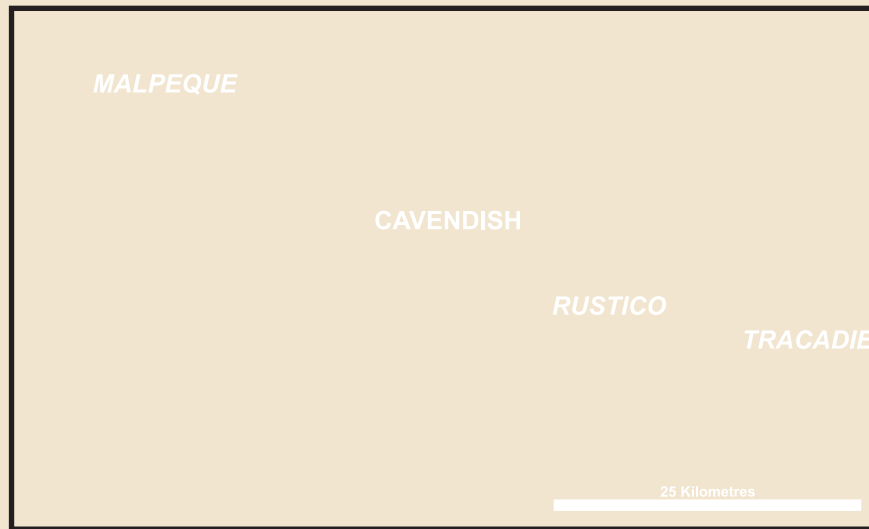 MALPEQUE
CAVENDISH
RUSTICO
TRACADIE
25 Kilometres